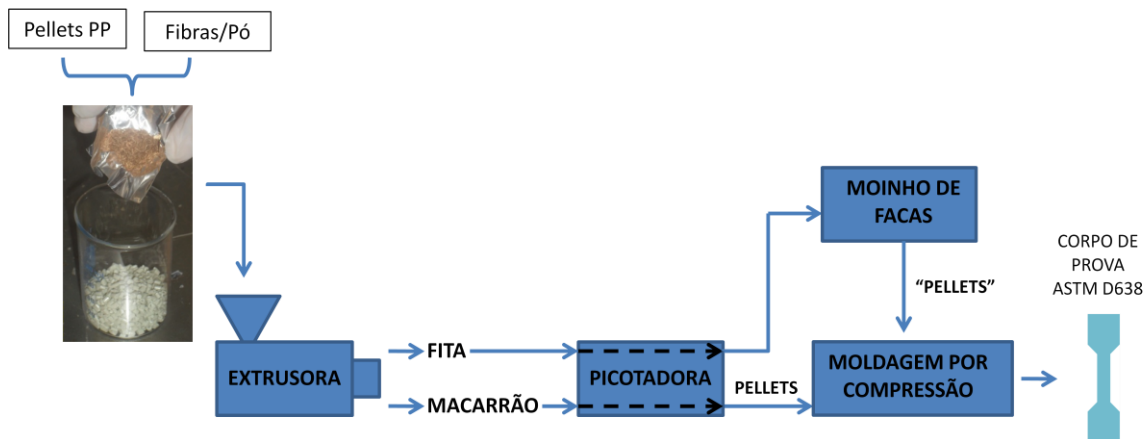 Pellets PP
Fibras/Pó
MOINHO DE
FACAS
CORPO DE
PROVA
ASTM D638
“PELLETS”
EXTRUSORA
FITA
MACARRÃO
PICOTADORA
PELLETS
MOLDAGEM POR
COMPRESSÃO